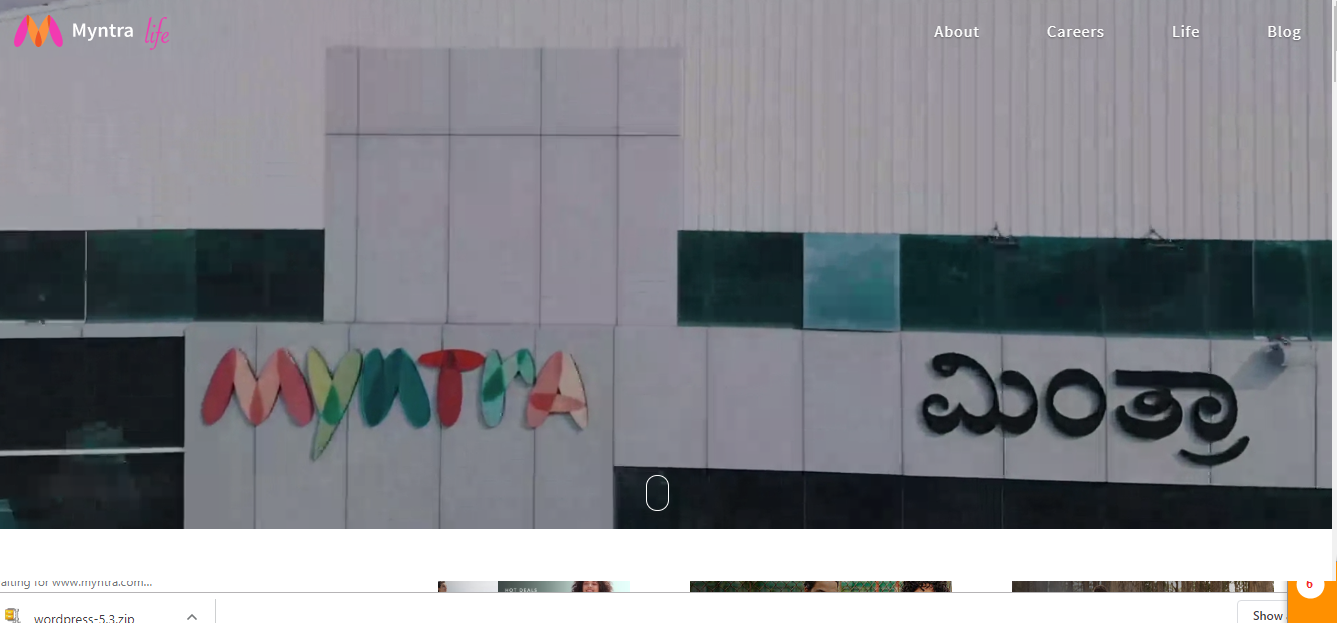 Myntra life
About Careers Life Blog
MYNTRA
ಮಿಂತ್ರಾ
HOT DEALS
aiting for www.myntra.com...
6
wordpress-5.3.zip
Show